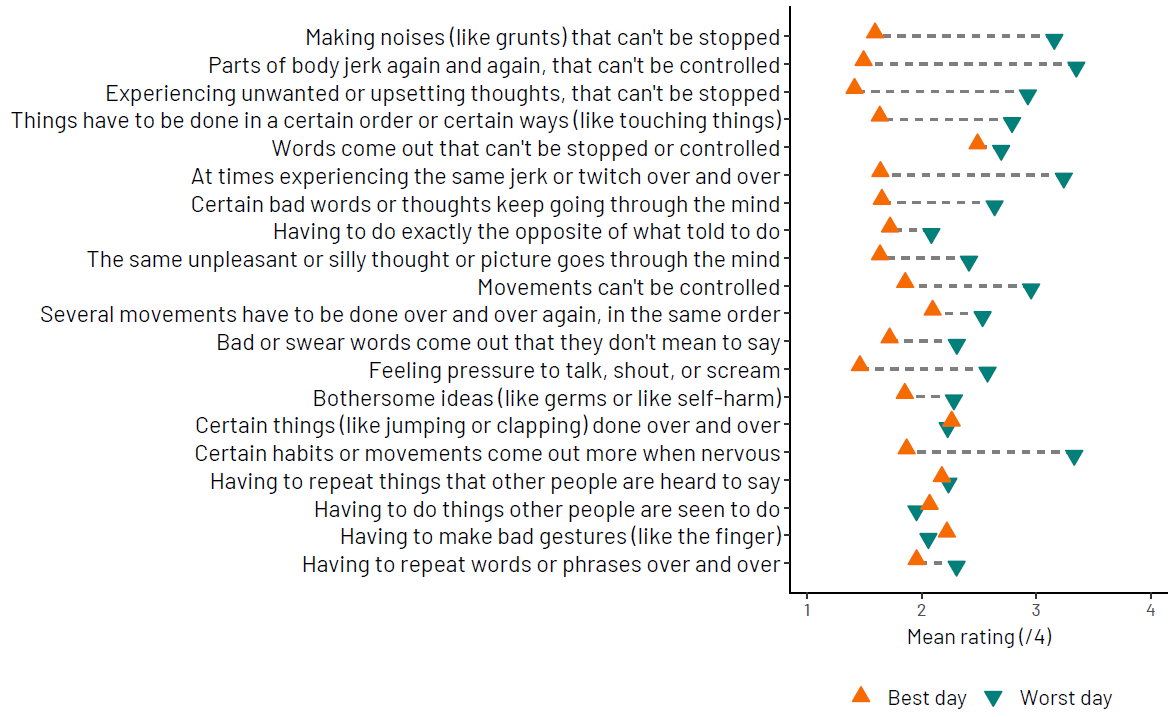 Making noises (like grunts) that can't be stopped
Parts of body jerk again and again, that can't be controlled
Experiencing unwanted or upsetting thoughts, that can't be stopped
Things have to be done in a certain order or certain ways (like touching things)
Words come out that can't be stopped or controlled
At times experiencing the same jerk or twitch over and over
Certain bad words or thoughts keep going through the mind
Having to do exactly the opposite of what told to do
The same unpleasant or silly thought or picture goes through the mind
Movements can't be controlled
Several movements have to be done over and over again, in the same order
Bad or swear words come out that they don't mean to say
Feeling pressure to talk, shout, or scream
Bothersome ideas (like germs or like self-harm)
Certain things (like jumping or clapping) done over and over
Certain habits or movements come out more when nervous
Having to repeat things that other people are heard to say
Having to do things other people are seen to do
Having to make bad gestures (like the finger)
Having to repeat words or phrases over and over
1 2 3 4
Mean rating (/4)
Best day Worst day